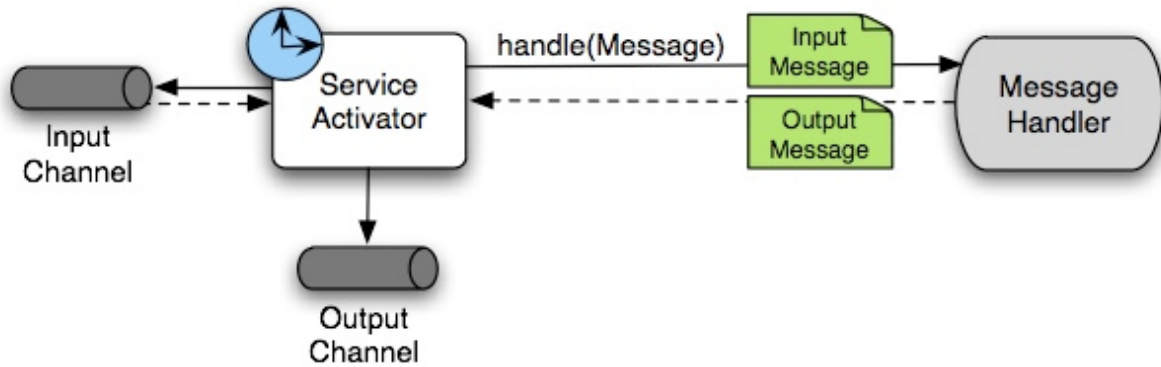 handle(Message)
Input
Message
Service
Activator
Message
Handler
Output
Message
Input
Channel
Output
Channel